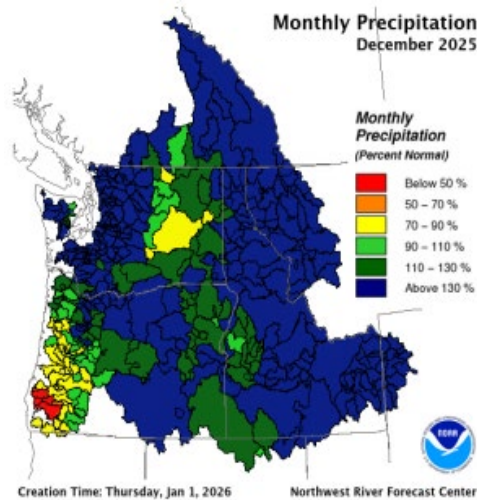 Monthly Precipitation
December 2025
Monthly
Precipitation
(Percent Normal)
Below 50 %
50 – 70 %
70 – 90 %
90 – 110 %
110 – 130 %
Above 130 %
NOAA
Creation Time: Thursday, Jan 1, 2026
Northwest River Forecast Center